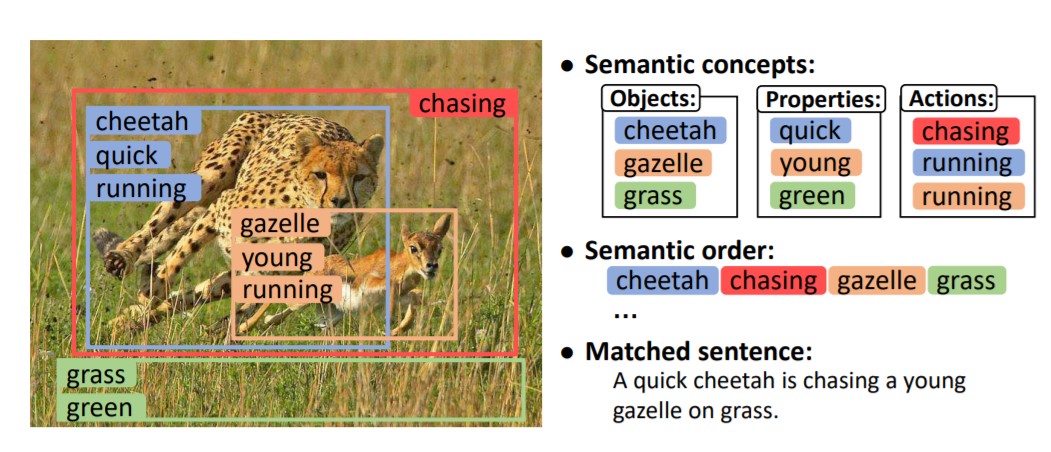 chasing
cheetah
quick
running
gazelle
young
running
grass
green
● Semantic concepts:
Objects: Properties: Actions:
cheetah quick chasing
gazelle young running
grass green running
● Semantic order:
cheetah chasing gazelle grass
...
● Matched sentence:
A quick cheetah is chasing a young
gazelle on grass.